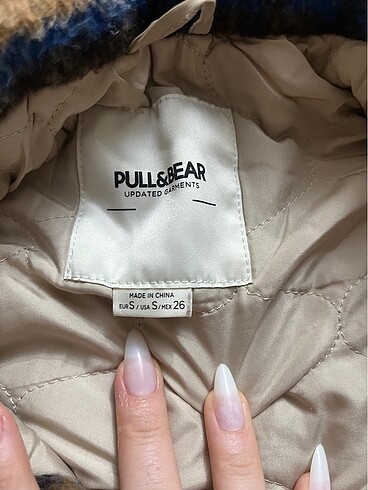 PULL&BEAR
UPDATED GARMENTS
MADE IN CHINA
EUR S / USA S / MEX 26